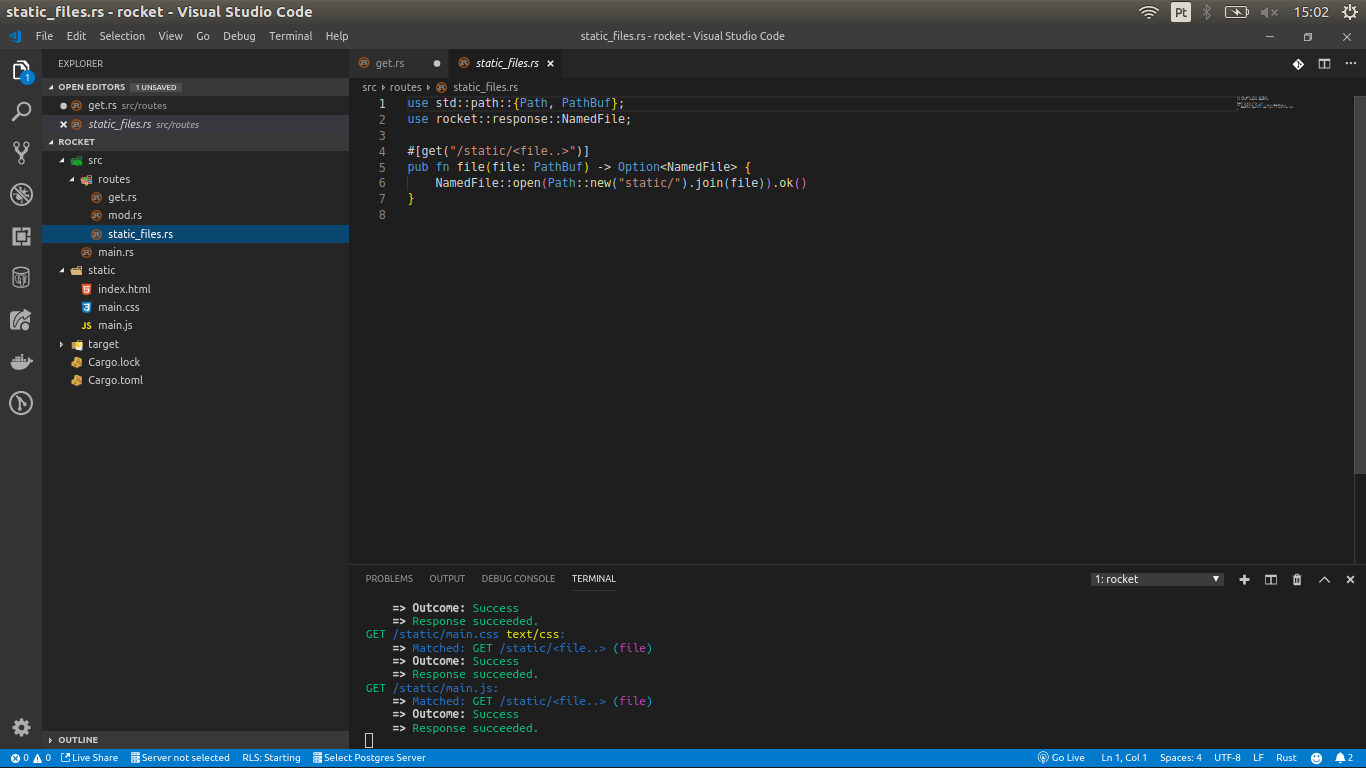 static_files.rs - rocket - Visual Studio Code
Pt
15:02
File Edit Selection View Go Debug Terminal Help
static_files.rs - rocket - Visual Studio Code
1
EXPLORER
OPEN EDITORS 1 UNSAVED
get.rs src/routes
static_files.rs src/routes
ROCKET
src
routes
get.rs
mod.rs
static_files.rs
main.rs
static
index.html
main.css
JS main.js
target
Cargo.lock
Cargo.toml
OUTLINE
get.rs static_files.rs
src routes static_files.rs
1 use std::path::{Path, PathBuf};
2 use rocket::response::NamedFile;
3
4 #[get("/static/<file..>")]
5 pub fn file(file: PathBuf) -> Option<NamedFile> {
6 NamedFile::open(Path::new("static/").join(file)).ok()
7 }
8
PROBLEMS OUTPUT DEBUG CONSOLE TERMINAL
1: rocket
=> Outcome: Success
=> Response succeeded.
GET /static/main.css text/css:
=> Matched: GET /static/<file..> (file)
=> Outcome: Success
=> Response succeeded.
GET /static/main.js:
=> Matched: GET /static/<file..> (file)
=> Outcome: Success
=> Response succeeded.
0 0 Live Share Server not selected RLS: Starting Select Postgres Server Go Live Ln 1, Col 1 Spaces: 4 UTF-8 LF Rust 2